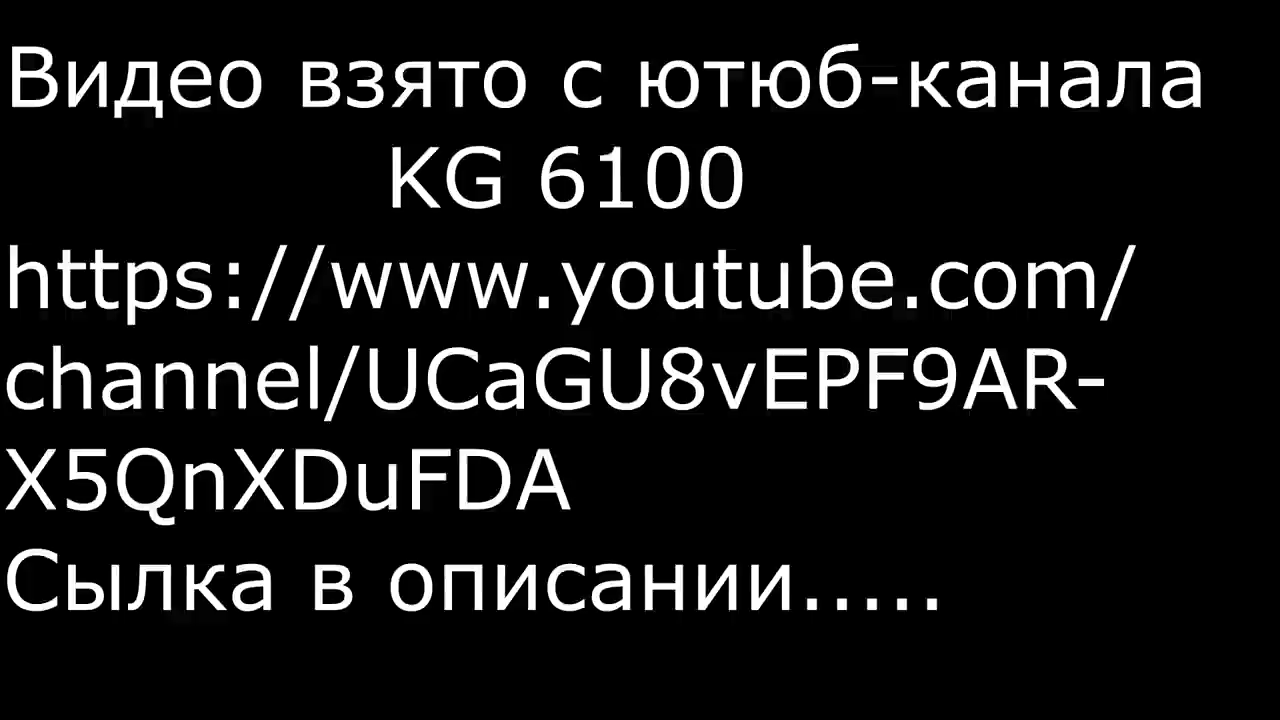 Видео взято с ютюб-канала
KG 6100
https://www.youtube.com/
channel/UCaGU8vEPF9AR-
X5QnXDuFDA
Сылка в описании.....